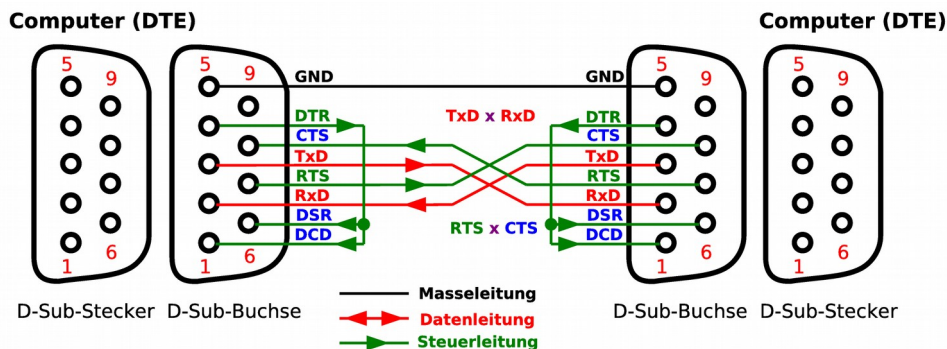 Computer (DTE)
Computer (DTE)
5
9
5
9
GND
GND
5
9
5
9
DTR
TxD x RxD
DTR
CTS
CTS
TxD
TxD
RTS
RTS
RxD
RxD
DSR
RTS x CTS
DSR
DCD
DCD
1
6
1
6
1
6
1
6
D-Sub-Stecker
D-Sub-Buchse
Masseleitung
D-Sub-Buchse
D-Sub-Stecker
Datenleitung
Steuerleitung